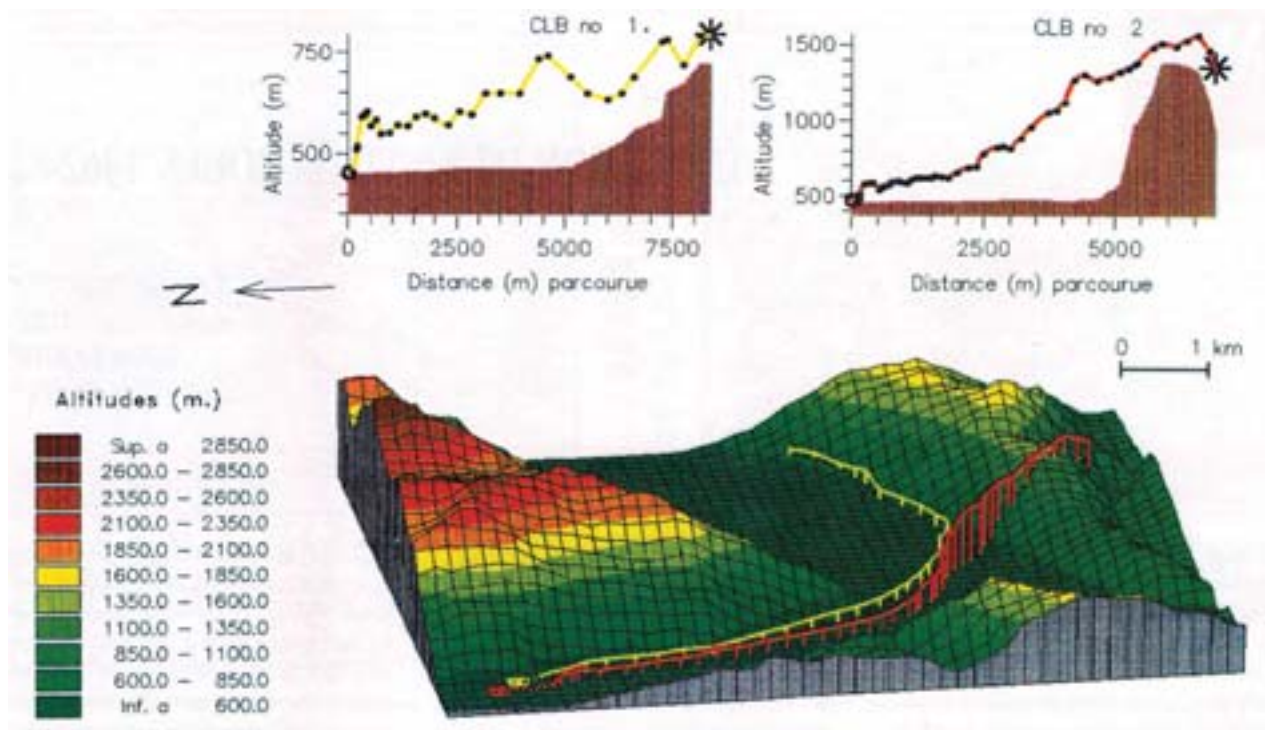 CLB no 1.
750
500
Altitude (m)
0 2500 5000 7500
Distance (m) parcourue
CLB no 2
1500
1000
500
Altitude (m)
0 2500 5000
Distance (m) parcourue
N
0 1 km
Altitudes (m.)
Sup. a 2850.0
2600.0 - 2850.0
2350.0 - 2600.0
2100.0 - 2350.0
1850.0 - 2100.0
1600.0 - 1850.0
1350.0 - 1600.0
1100.0 - 1350.0
850.0 - 1100.0
600.0 - 850.0
Inf. a 600.0